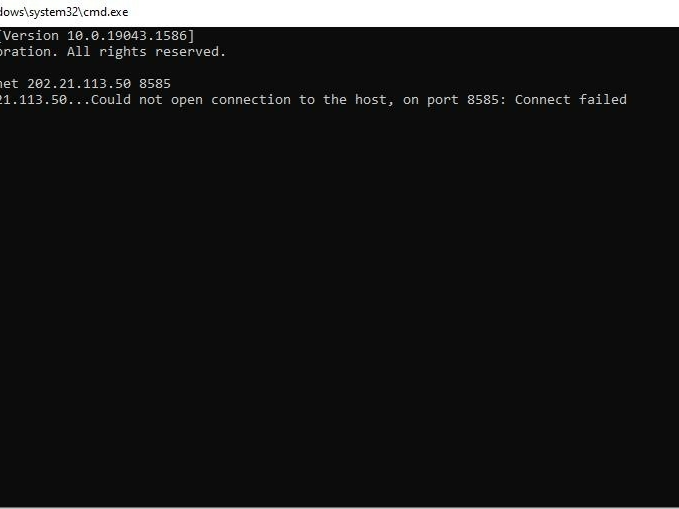 dows\system32\cmd.exe
[Version 10.0.19043.1586]
oration. All rights reserved.
net 202.21.113.50 8585
21.113.50...Could not open connection to the host, on port 8585: Connect failed